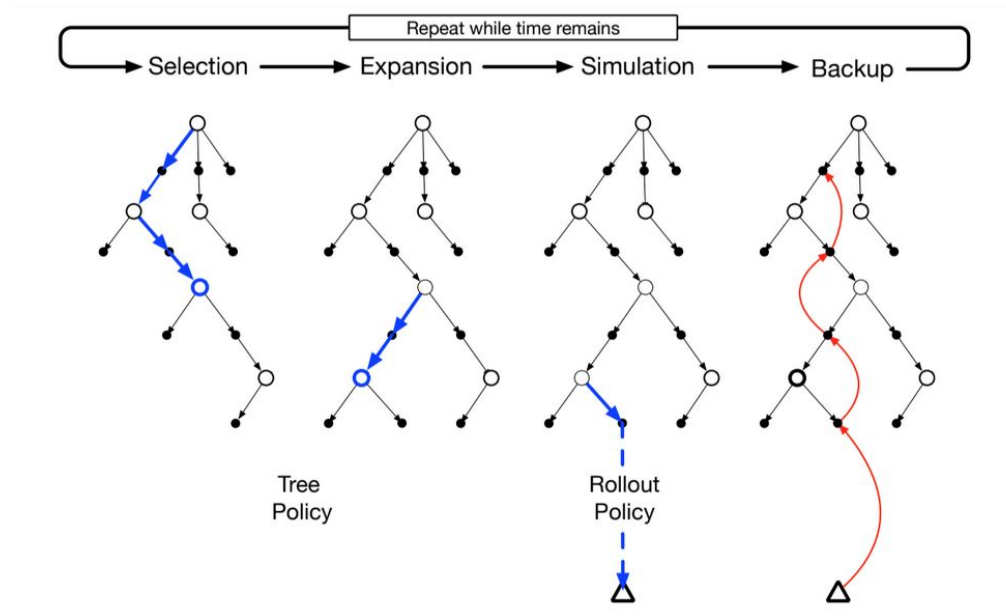 Repeat while time remains
Selection
Expansion
Simulation
Backup
Tree
Policy
Rollout
Policy